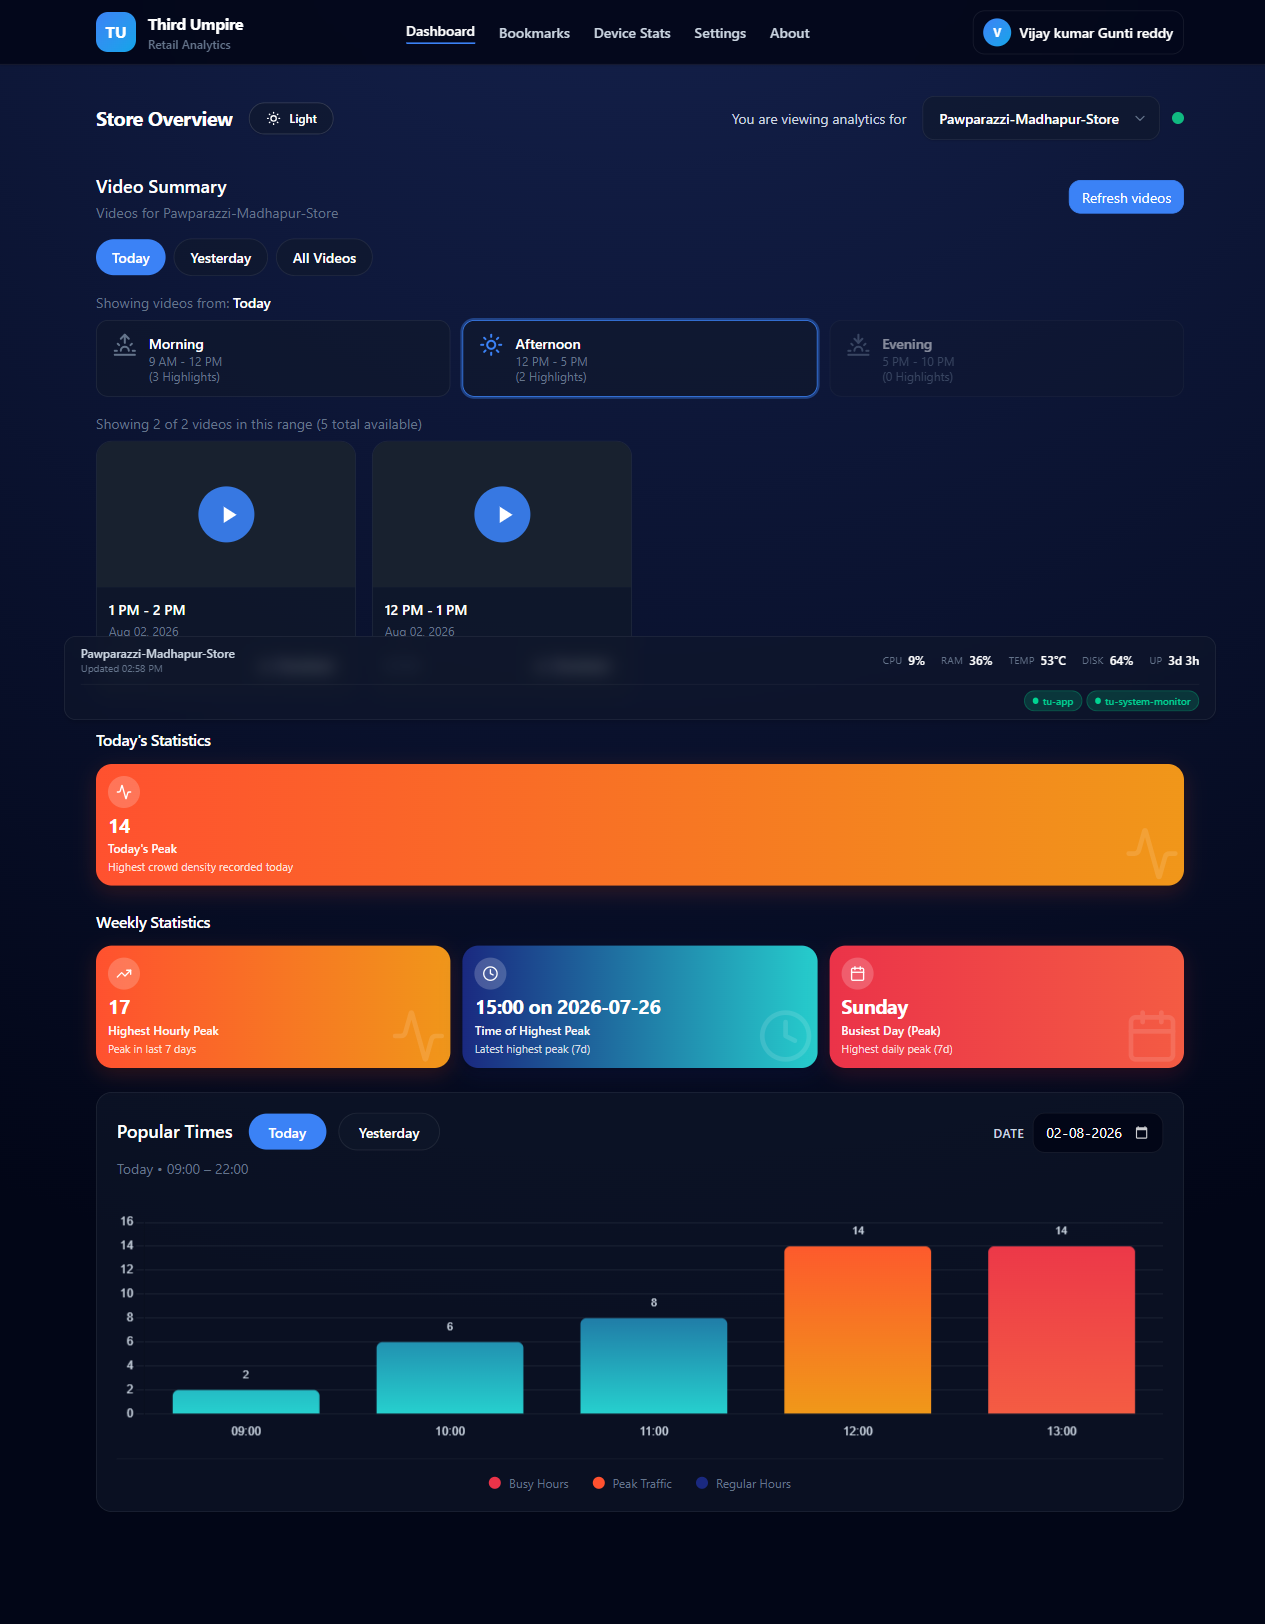 TU
Third Umpire
Retail Analytics
Dashboard
Bookmarks
Device Stats
Settings
About
V
Vijay kumar Gunti reddy
Store Overview
Light
You are viewing analytics for
Pawparazzi-Madhapur-Store
Video Summary
Videos for Pawparazzi-Madhapur-Store
Refresh videos
Today
Yesterday
All Videos
Showing videos from: Today
Morning
9 AM - 12 PM
(3 Highlights)
Afternoon
12 PM - 5 PM
(2 Highlights)
Evening
5 PM - 10 PM
(0 Highlights)
Showing 2 of 2 videos in this range (5 total available)
1 PM - 2 PM
Aug 02, 2026
12 PM - 1 PM
Aug 02, 2026
Pawparazzi-Madhapur-Store
Updated 02:58 PM
CPU 9%
RAM 36%
TEMP 53°C
DISK 64%
UP 3d 3h
tu-app
tu-system-monitor
Today's Statistics
14
Today's Peak
Highest crowd density recorded today
Weekly Statistics
17
Highest Hourly Peak
Peak in last 7 days
15:00 on 2026-07-26
Time of Highest Peak
Latest highest peak (7d)
Sunday
Busiest Day (Peak)
Highest daily peak (7d)
Popular Times
Today
Yesterday
DATE
02-08-2026
Today • 09:00 – 22:00
16
14
12
10
8
6
4
2
0
2
6
8
14
14
09:00
10:00
11:00
12:00
13:00
Busy Hours
Peak Traffic
Regular Hours